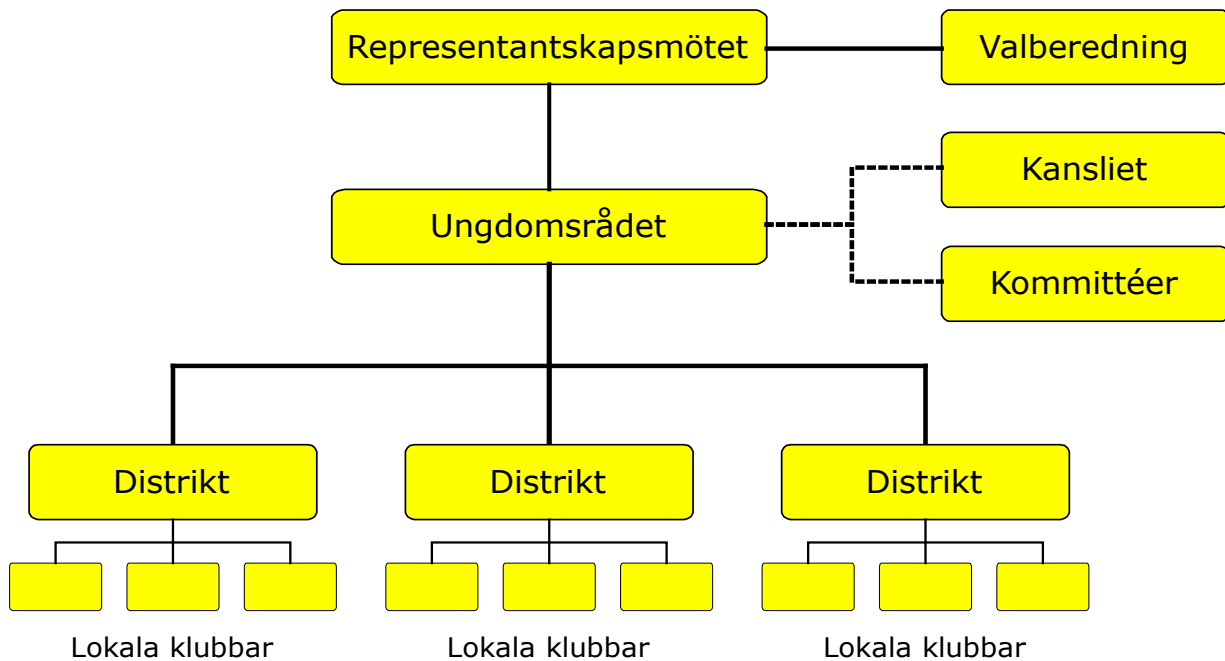 Representantskapsmötet
Valberedning
Kansliet
Ungdomsrådet
Kommittéer
Distrikt
Distrikt
Distrikt
Lokala klubbar
Lokala klubbar
Lokala klubbar